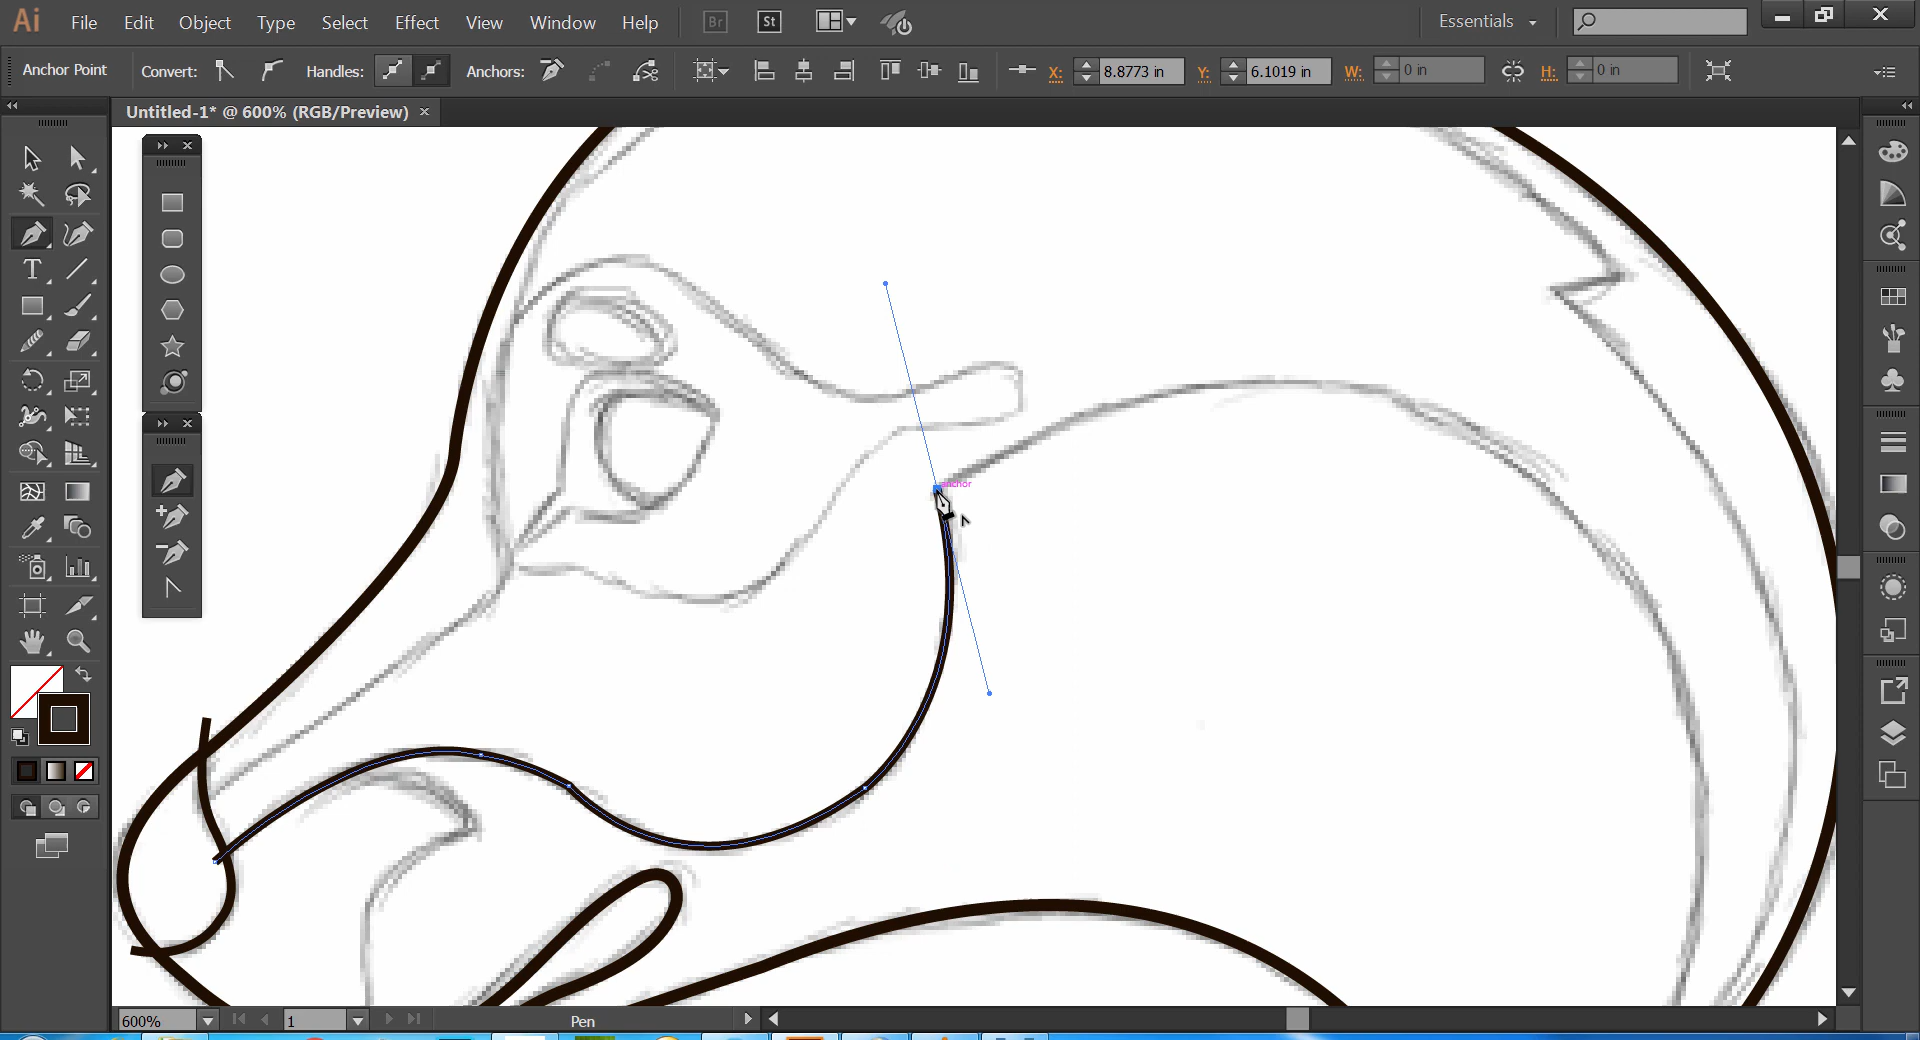 Ai File Edit Object Type Select Effect View Window Help Br St Essentials
Anchor Point Convert: Handles: Anchors: X: 8.8773 in Y: 6.1019 in W: 0 in H: 0 in
Untitled-1* @ 600% (RGB/Preview)
T
anchor
600% 1 Pen